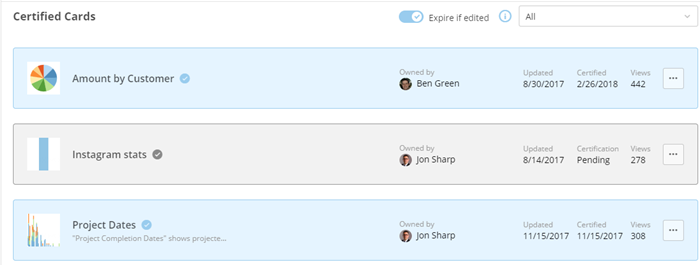 Certified Cards
Expire if edited
All
Amount by Customer
Owned by
Ben Green
Updated
8/30/2017
Certified
2/26/2018
Views
442
Instagram stats
Owned by
Jon Sharp
Updated
8/14/2017
Certification
Pending
Views
278
Project Dates
"Project Completion Dates" shows projecte...
Owned by
Jon Sharp
Updated
11/15/2017
Certified
11/15/2017
Views
308